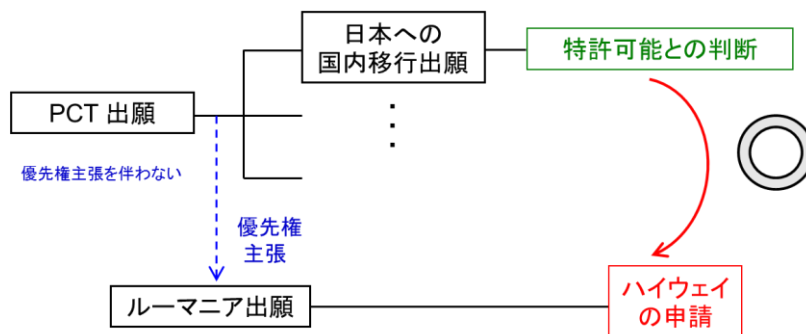 日本への
国内移行出願
特許可能との判断
PCT 出願
優先権主張を伴わない
優先権
主張
ルーマニア出願
ハイウェイ
の申請